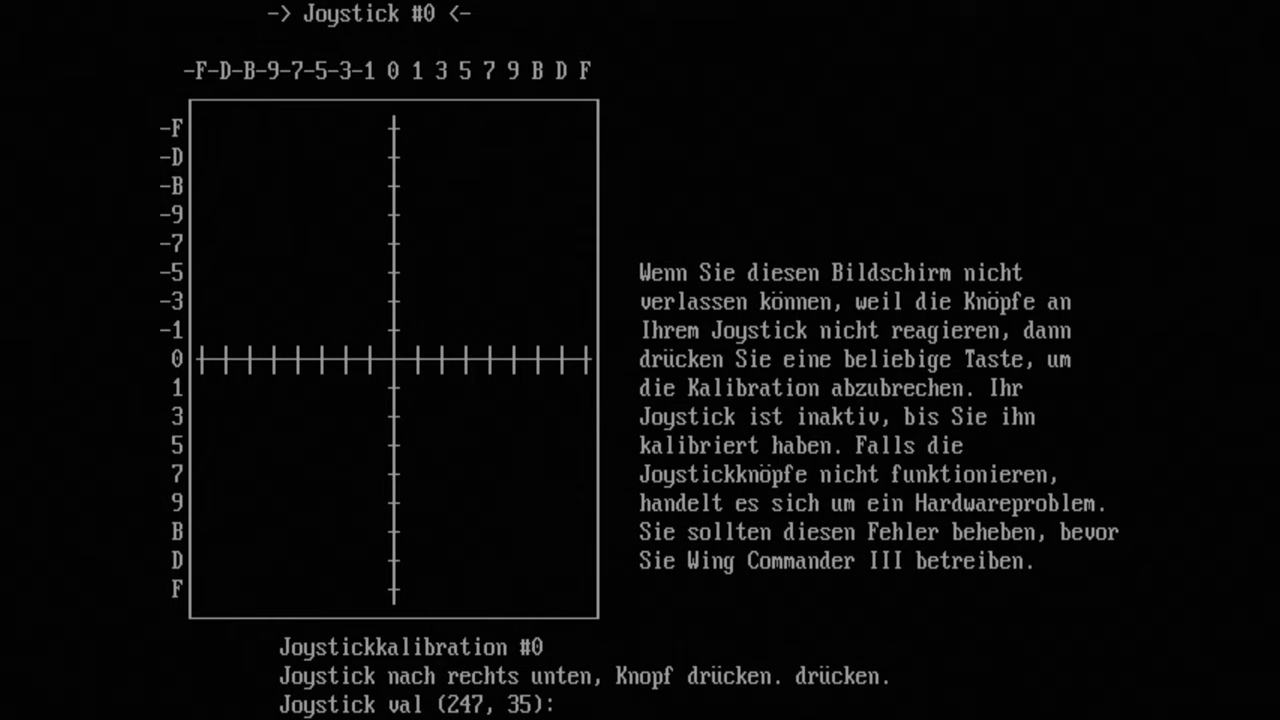 -> Joystick #0 <-
-F-D-B-9-7-5-3-1 0 1 3 5 7 9 B D F
-F
-D
-B
-9
-7
-5
-3
-1
0
1
3
5
7
9
B
D
F
Wenn Sie diesen Bildschirm nicht
verlassen können, weil die Knöpfe an
Ihrem Joystick nicht reagieren, dann
drücken Sie eine beliebige Taste, um
die Kalibration abzubrechen. Ihr
Joystick ist inaktiv, bis Sie ihn
kalibriert haben. Falls die
Joystickknöpfe nicht funktionieren,
handelt es sich um ein Hardwareproblem.
Sie sollten diesen Fehler beheben, bevor
Sie Wing Commander III betreiben.
Joystickkalibration #0
Joystick nach rechts unten, Knopf drücken. drücken.
Joystick val (247, 35):